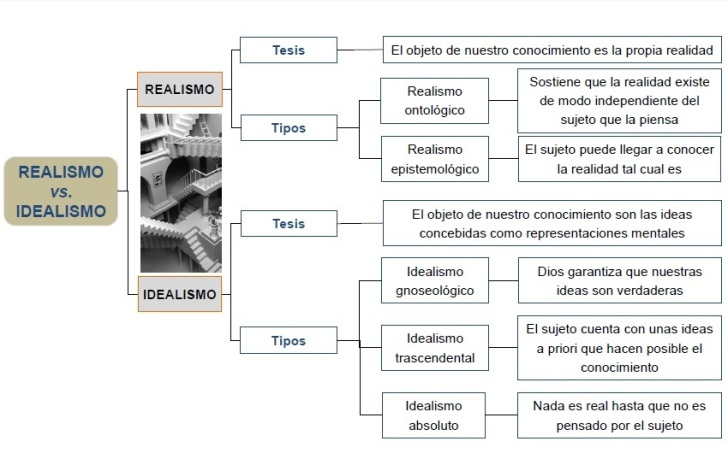 REALISMO
vs.
IDEALISMO
REALISMO
Tesis
El objeto de nuestro conocimiento es la propia realidad
Tipos
Realismo
ontológico
Sostiene que la realidad existe
de modo independiente del
sujeto que la piensa
Realismo
epistemológico
El sujeto puede llegar a conocer
la realidad tal cual es
IDEALISMO
Tesis
El objeto de nuestro conocimiento son las ideas
concebidas como representaciones mentales
Tipos
Idealismo
gnoseológico
Dios garantiza que nuestras
ideas son verdaderas
Idealismo
trascendental
El sujeto cuenta con unas ideas
a priori que hacen posible el
conocimiento
Idealismo
absoluto
Nada es real hasta que no es
pensado por el sujeto